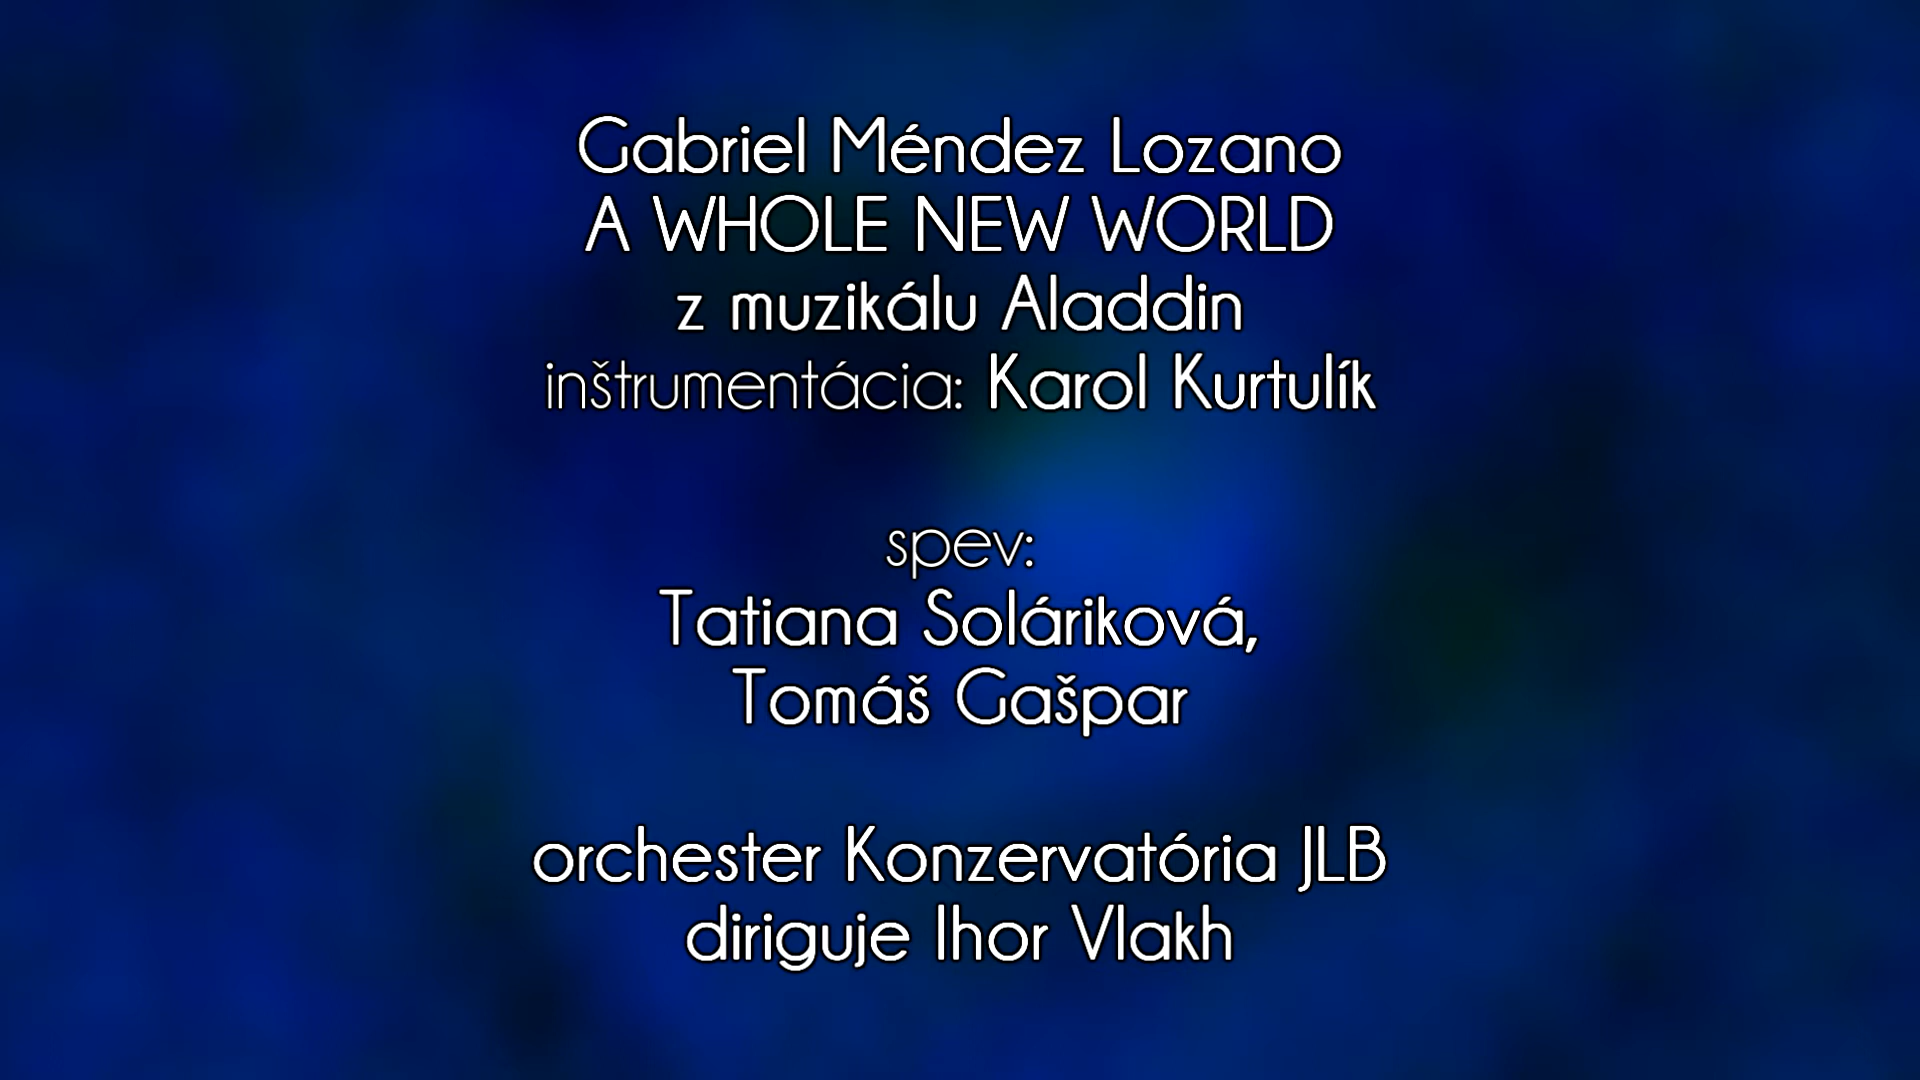 Gabriel Méndez Lozano
A WHOLE NEW WORLD
z muzikálu Aladdin
inštrumentácia: Karol Kurtulík
spev:
Tatiana Soláriková,
Tomáš Gašpar
orchester Konzervatória JLB
diriguje Ihor Vlakh